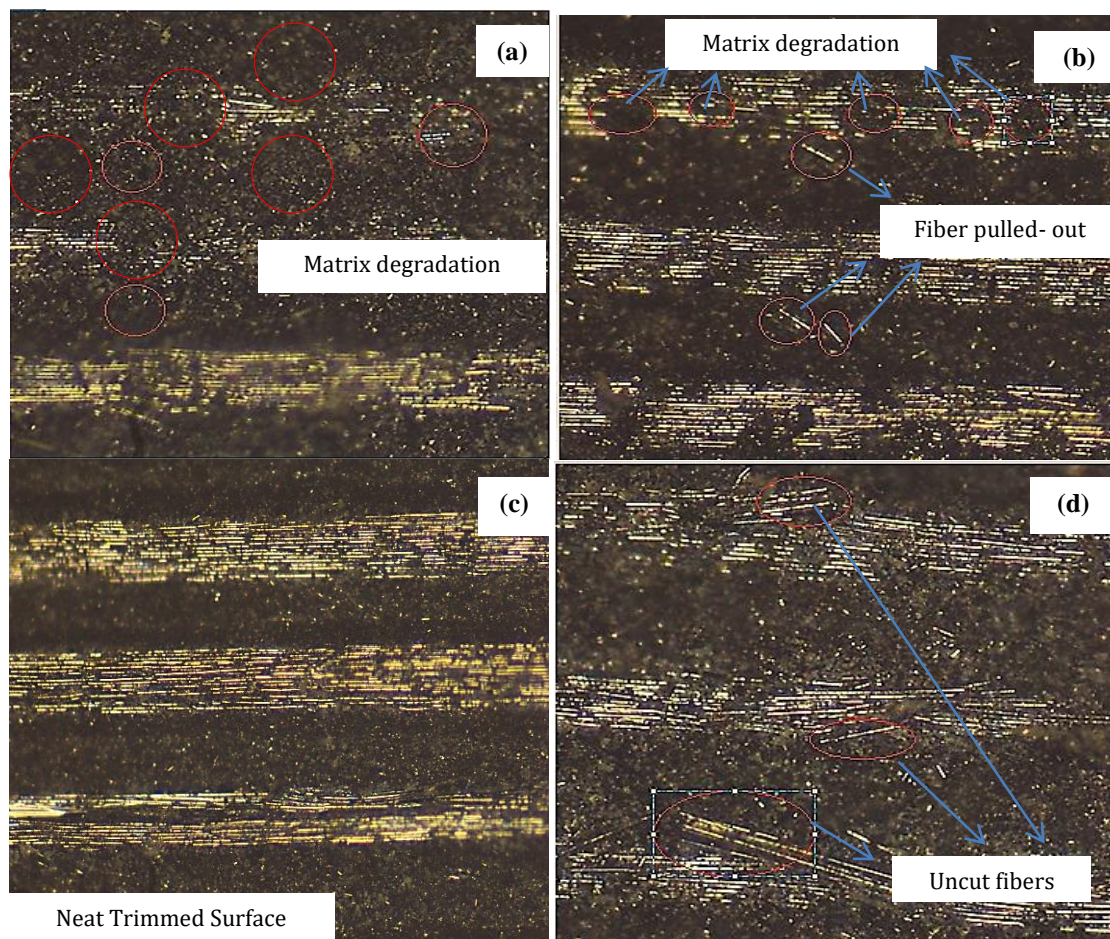 (a)
Matrix degradation
Matrix degradation
(b)
Fiber pulled- out
(c)
Neat Trimmed Surface
(d)
Uncut fibers